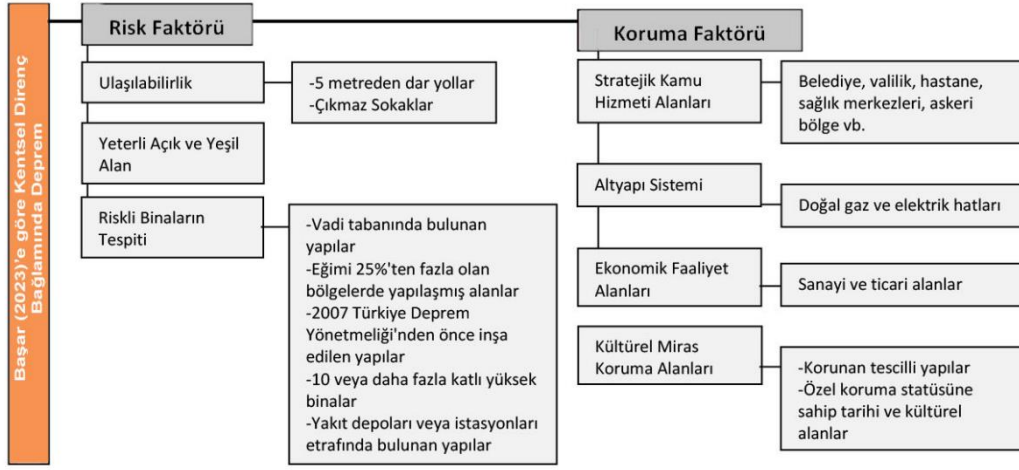 Başar (2023)'e göre Kentsel Direnç
Bağlamında Deprem
Risk Faktörü
Ulaşılabilirlik
-5 metreden dar yollar
-Çıkmaz Sokaklar
Yeterli Açık ve Yeşil
Alan
Riskli Binaların
Tespiti
-Vadi tabanında bulunan
yapılar
-Eğimi 25%'ten fazla olan
bölgelerde yapılaşmış alanlar
-2007 Türkiye Deprem
Yönetmeliği'nden önce inşa
edilen yapılar
-10 veya daha fazla katlı yüksek
binalar
-Yakıt depoları veya istasyonları
etrafında bulunan yapılar
Koruma Faktörü
Stratejik Kamu
Hizmeti Alanları
Belediye, valilik, hastane,
sağlık merkezleri, askeri
bölge vb.
Altyapı Sistemi
Doğal gaz ve elektrik hatları
Ekonomik Faaliyet
Alanları
Sanayi ve ticari alanlar
Kültürel Miras
Koruma Alanları
-Korunan tescilli yapılar
-Özel koruma statüsüne
sahip tarihi ve kültürel
alanlar